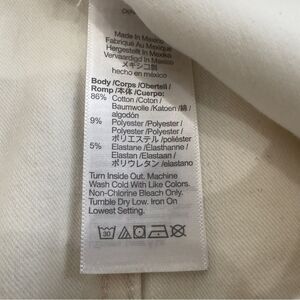 Made in Mexico
Fabriqué Au Mexique
Hergestellt In Mexiko
Vervaardigd In Mexico
メキシコ製
hecho en méxico
Body /Corps /Oberteil /
Romp /本体 /Cuerpo:
86% Cotton /Coton /
Baumwolle /Katoen /綿 /
algodón
9% Polyester /Polyester /
Polyester /Polyester /
ポリエステル /poliéster
5% Elastane /Élasthanne /
Elastan /Elastaan /
ポリウレタン /elastano
Turn Inside Out. Machine
Wash Cold With Like Colors.
Non-Chlorine Bleach Only.
Tumble Dry Low. Iron On
Lowest Setting.
30